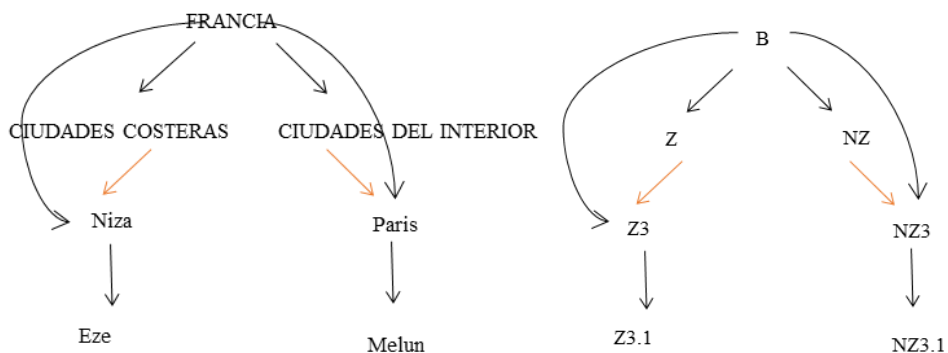 FRANCIA
CIUDADES COSTERAS
CIUDADES DEL INTERIOR
Niza
Paris
Eze
Melun
B
Z
NZ
Z3
NZ3
Z3.1
NZ3.1